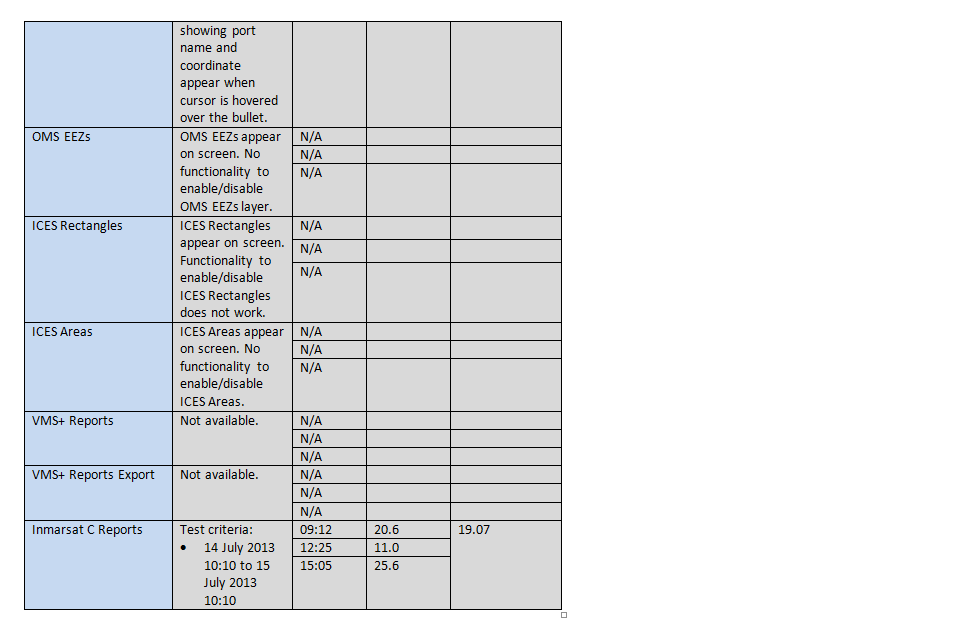 showing port
name and
coordinate
appear when
cursor is hovered
over the bullet.
OMS EEZs
OMS EEZs appear
on screen. No
functionality to
enable/disable
OMS EEZs layer.
N/A
N/A
N/A
ICES Rectangles
ICES Rectangles
appear on screen.
Functionality to
enable/disable
ICES Rectangles
does not work.
N/A
N/A
N/A
ICES Areas
ICES Areas appear
on screen. No
functionality to
enable/disable
ICES Areas.
N/A
N/A
N/A
VMS+ Reports
Not available.
N/A
N/A
N/A
VMS+ Reports Export
Not available.
N/A
N/A
N/A
Inmarsat C Reports
Test criteria:
• 14 July 2013
10:10 to 15
July 2013
10:10
09:12 20.6 19.07
12:25 11.0
15:05 25.6